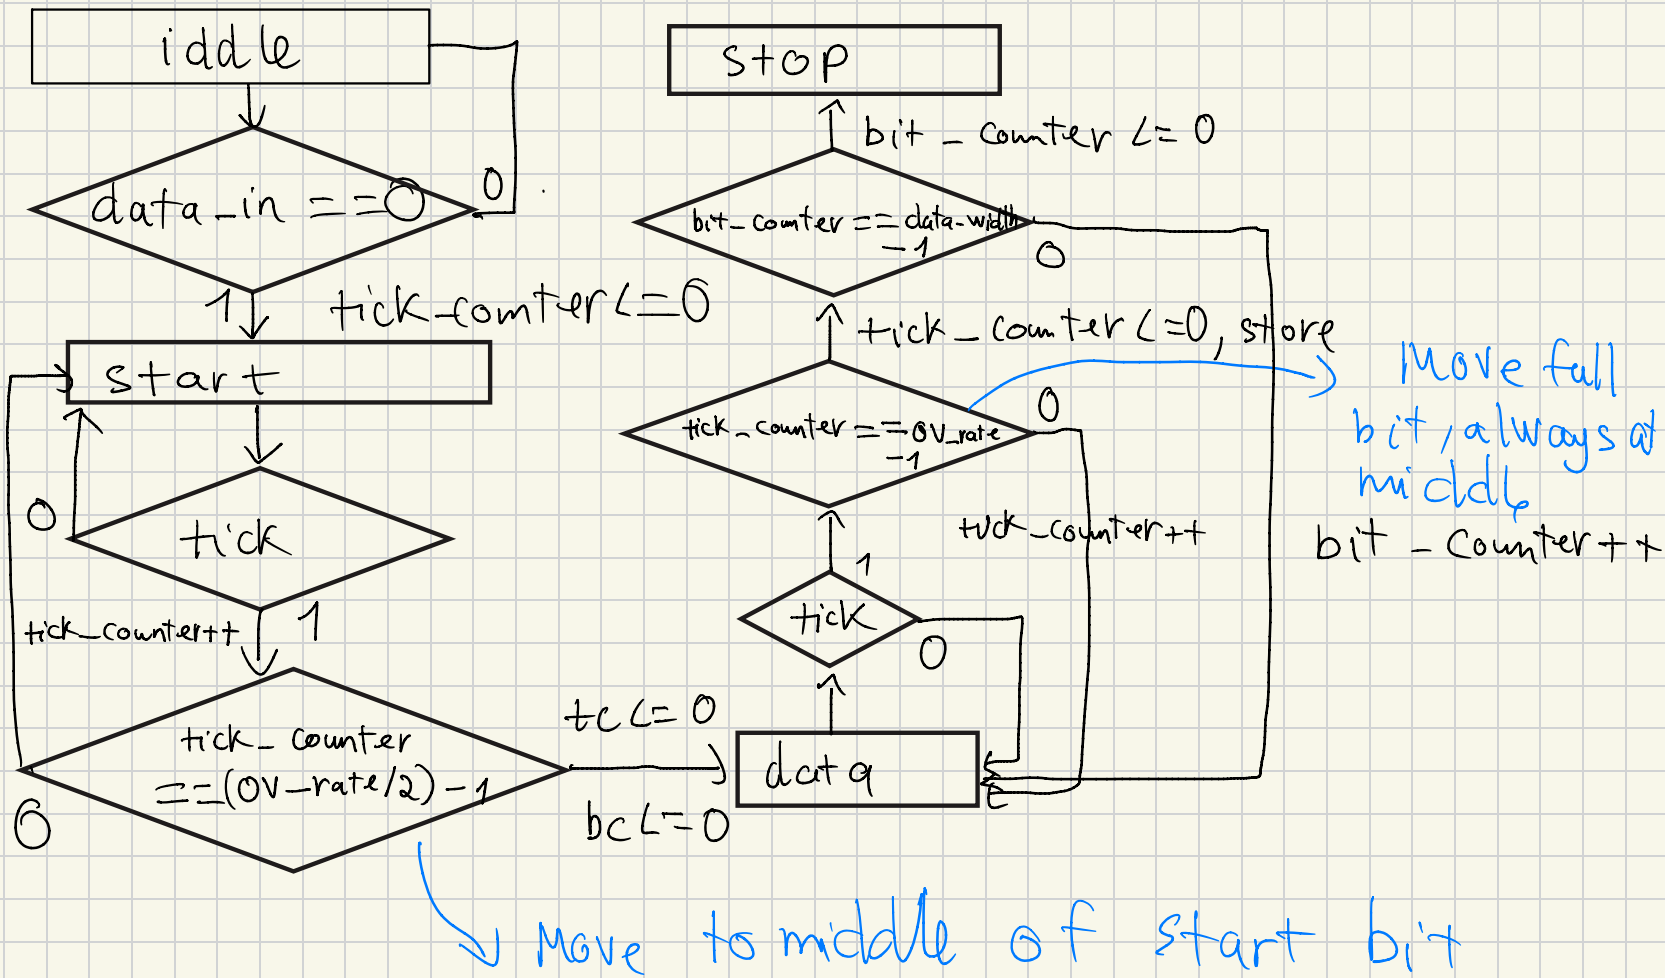 iddle
data_in ==0
0
1
tick_counter <=0
start
tick
0
tick_counter++
1
tick_counter
==(OV_rate/2)-1
0
tc <= 0
bc <= 0
data
tick
0
1
tick_counter ==OV_rate
-1
0
tick_counter++
tick_counter <=0, store
bit_counter ==data_width
-1
0
bit_counter <= 0
stop
Move full
bit, always at
middle
bit_counter++
Move to middle of start bit